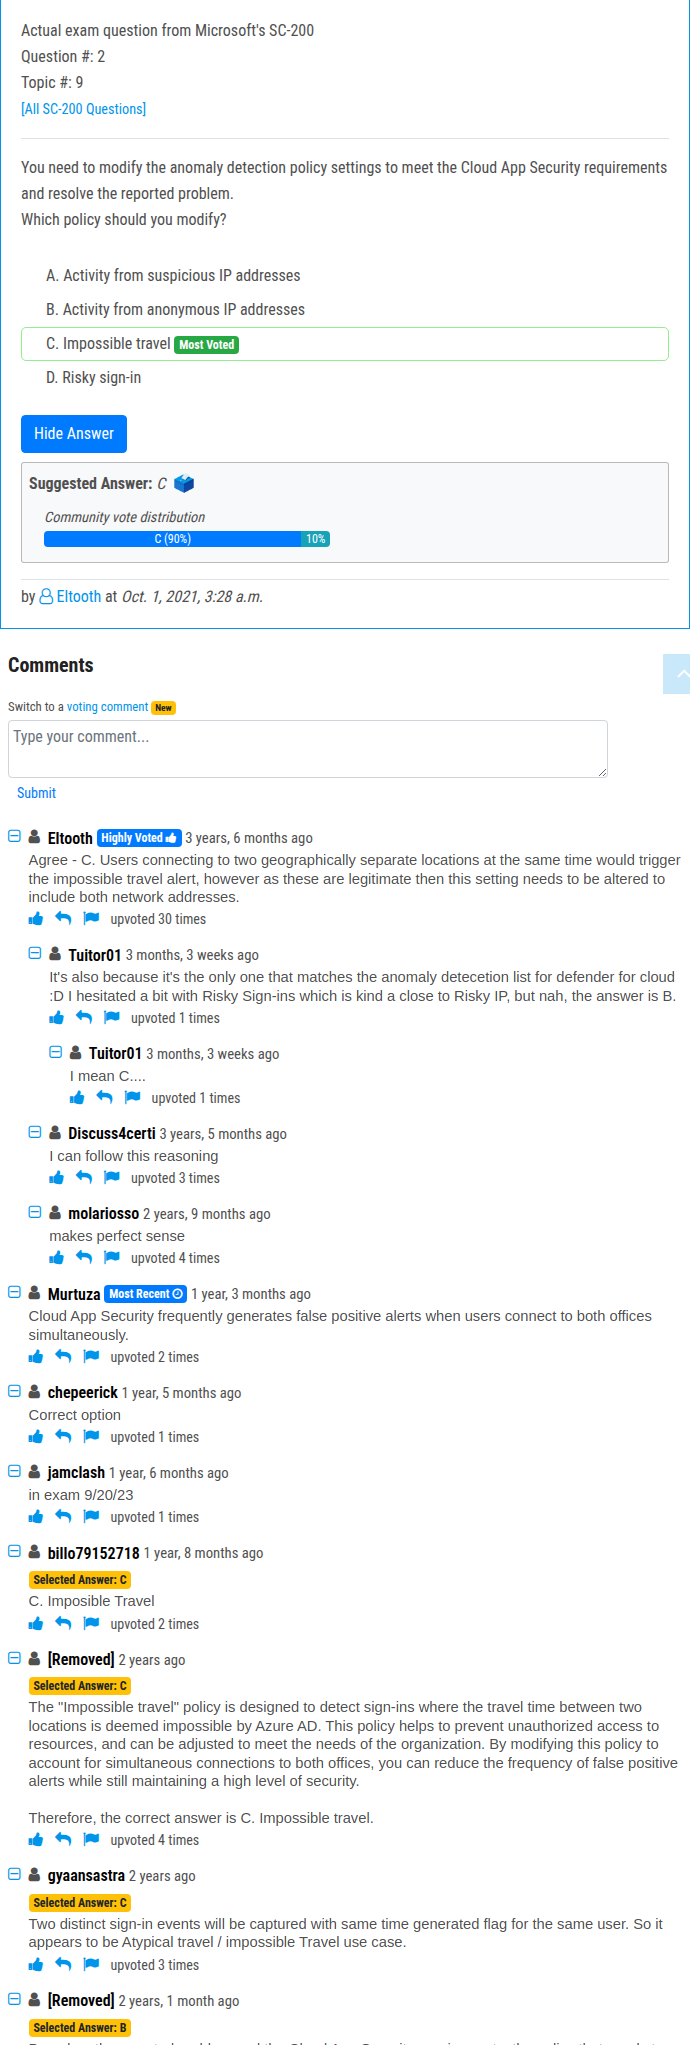 Actual exam question from Microsoft's SC-200
Question #: 2
Topic #: 9
[All SC-200 Questions]
You need to modify the anomaly detection policy settings to meet the Cloud App Security requirements
and resolve the reported problem.
Which policy should you modify?
A. Activity from suspicious IP addresses
B. Activity from anonymous IP addresses
C. Impossible travel Most Voted
D. Risky sign-in
Hide Answer
Suggested Answer: C
Community vote distribution
C (90%) 10%
by Eltooth at Oct. 1, 2021, 3:28 a.m.
Comments
Switch to a voting comment New
Type your comment...
Submit
Eltooth Highly Voted 3 years, 6 months ago
Agree - C. Users connecting to two geographically separate locations at the same time would trigger
the impossible travel alert, however as these are legitimate then this setting needs to be altered to
include both network addresses.
upvoted 30 times
Tuitor01 3 months, 3 weeks ago
It's also because it's the only one that matches the anomaly detecetion list for defender for cloud
:D I hesitated a bit with Risky Sign-ins which is kind a close to Risky IP, but nah, the answer is B.
upvoted 1 times
Tuitor01 3 months, 3 weeks ago
I mean C....
upvoted 1 times
Discuss4certi 3 years, 5 months ago
I can follow this reasoning
upvoted 3 times
molariosso 2 years, 9 months ago
makes perfect sense
upvoted 4 times
Murtuza Most Recent 1 year, 3 months ago
Cloud App Security frequently generates false positive alerts when users connect to both offices
simultaneously.
upvoted 2 times
chepeerick 1 year, 5 months ago
Correct option
upvoted 1 times
jamclash 1 year, 6 months ago
in exam 9/20/23
upvoted 1 times
billo79152718 1 year, 8 months ago
Selected Answer: C
C. Imposible Travel
upvoted 2 times
[Removed] 2 years ago
Selected Answer: C
The "Impossible travel" policy is designed to detect sign-ins where the travel time between two
locations is deemed impossible by Azure AD. This policy helps to prevent unauthorized access to
resources, and can be adjusted to meet the needs of the organization. By modifying this policy to
account for simultaneous connections to both offices, you can reduce the frequency of false positive
alerts while still maintaining a high level of security.
Therefore, the correct answer is C. Impossible travel.
upvoted 4 times
gyaansastra 2 years ago
Selected Answer: C
Two distinct sign-in events will be captured with same time generated flag for the same user. So it
appears to be Atypical travel / impossible Travel use case.
upvoted 3 times
[Removed] 2 years, 1 month ago
Selected Answer: B